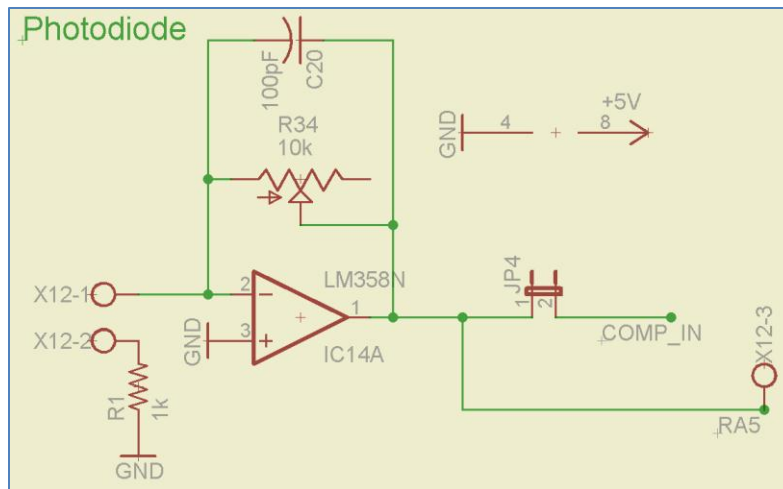 Photodiode
100pF
C20
R34
10k
GND
4
8
+5V
X12-1
2
LM358N
1
JP4
1
2
COMP_IN
X12-3
X12-2
GND
3
IC14A
R1
1k
GND
RA5